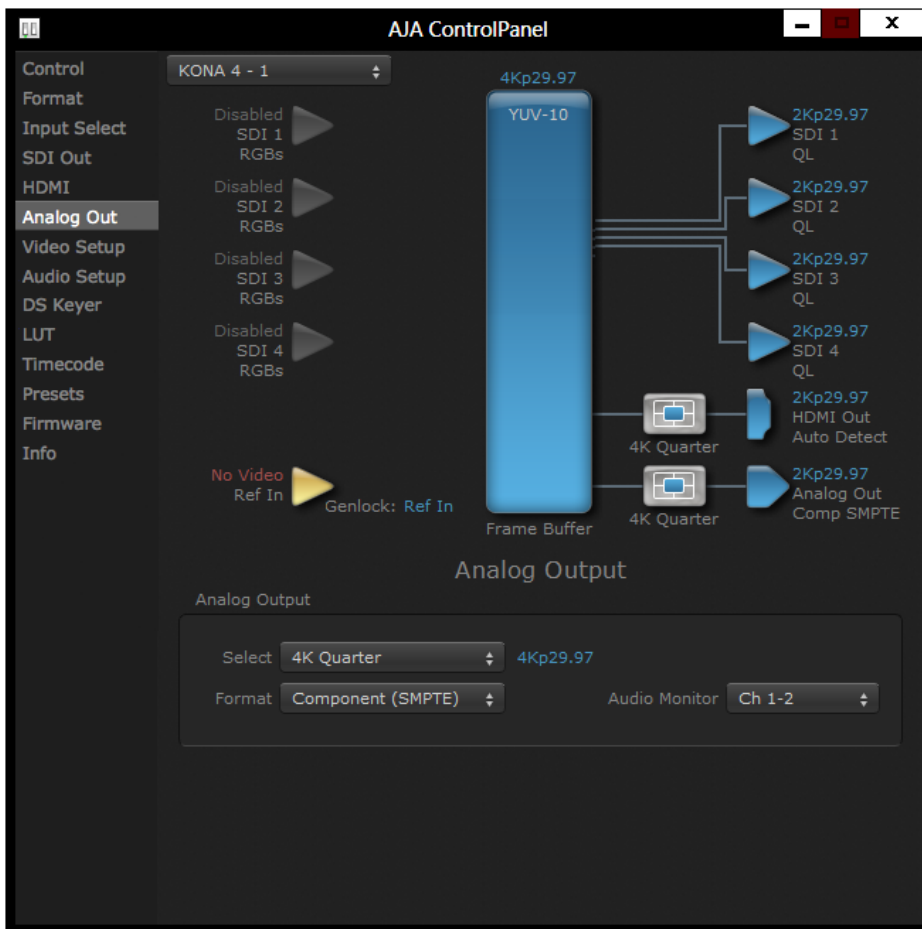 AJA ControlPanel
Control
Format
Input Select
SDI Out
HDMI
Analog Out
Video Setup
Audio Setup
DS Keyer
LUT
Timecode
Presets
Firmware
Info
KONA 4 - 1
4Kp29.97
YUV-10
Disabled
SDI 1
RGBs
Disabled
SDI 2
RGBs
Disabled
SDI 3
RGBs
Disabled
SDI 4
RGBs
No Video
Ref In
Genlock: Ref In
Frame Buffer
2Kp29.97
SDI 1
QL
2Kp29.97
SDI 2
QL
2Kp29.97
SDI 3
QL
2Kp29.97
SDI 4
QL
4K Quarter
2Kp29.97
HDMI Out
Auto Detect
4K Quarter
2Kp29.97
Analog Out
Comp SMPTE
Analog Output
Analog Output
Select 4K Quarter 4Kp29.97
Format Component (SMPTE) Audio Monitor Ch 1-2